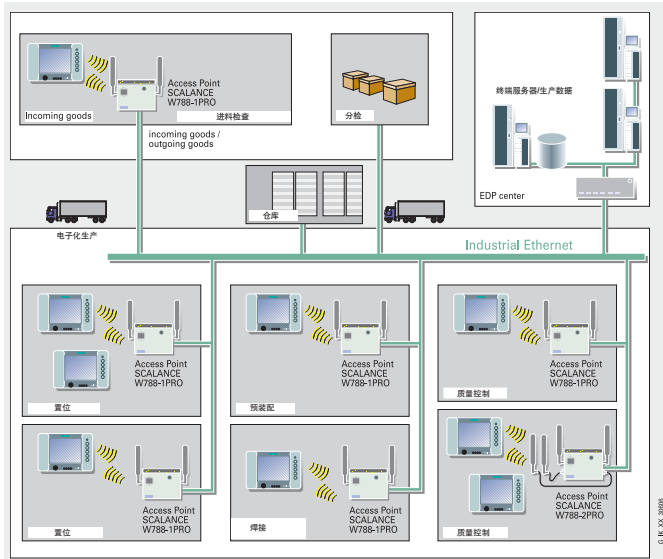 Access Point
SCALANCE
W788-1PRO
Incoming goods
进料检查
分检
终端服务器/生产数据
incoming goods /
outgoing goods
EDP center
仓库
电子化生产
Industrial Ethernet
Access Point
SCALANCE
W788-1PRO
置位
Access Point
SCALANCE
W788-1PRO
预装配
Access Point
SCALANCE
W788-1PRO
质量控制
Access Point
SCALANCE
W788-1PRO
置位
Access Point
SCALANCE
W788-1PRO
焊接
Access Point
SCALANCE
W788-2PRO
质量控制
G_IK_XX_30606